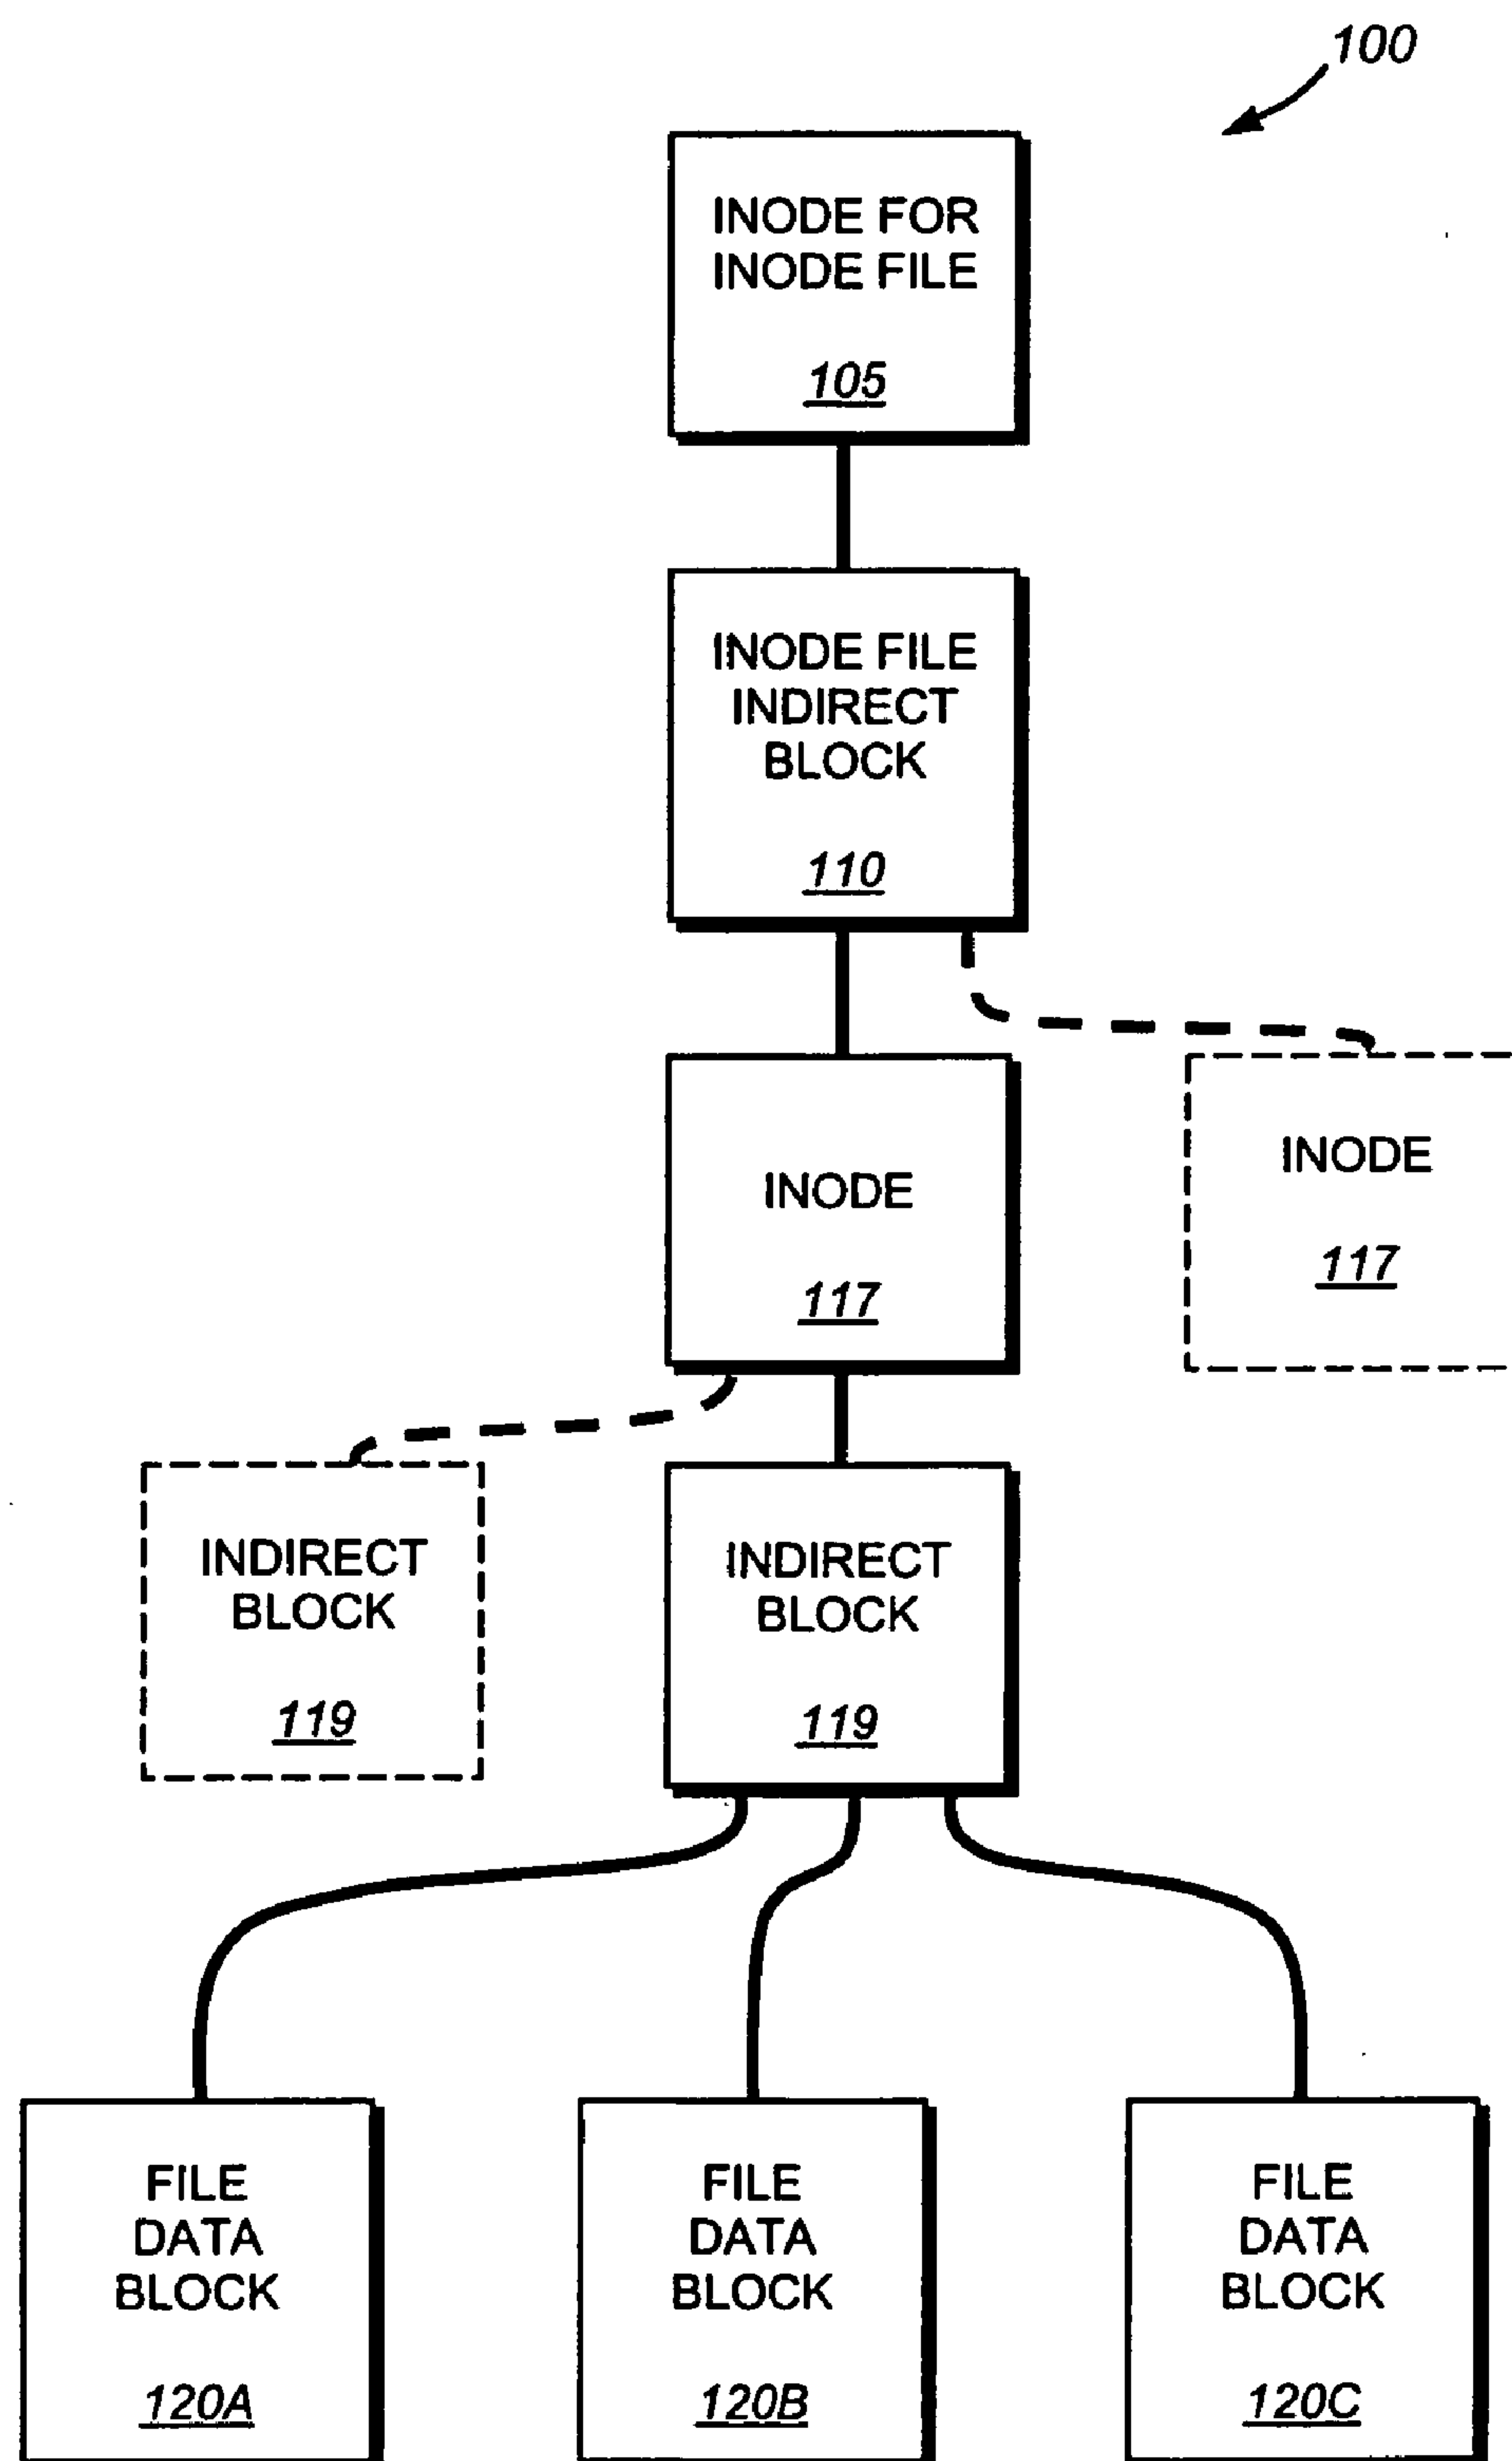 100
INODE FOR
INODE FILE
105
INODE FILE
INDIRECT
BLOCK
110
INODE
117
INODE
117
INDIRECT
BLOCK
119
INDIRECT
BLOCK
119
FILE
DATA
BLOCK
120A
FILE
DATA
BLOCK
120B
FILE
DATA
BLOCK
120C